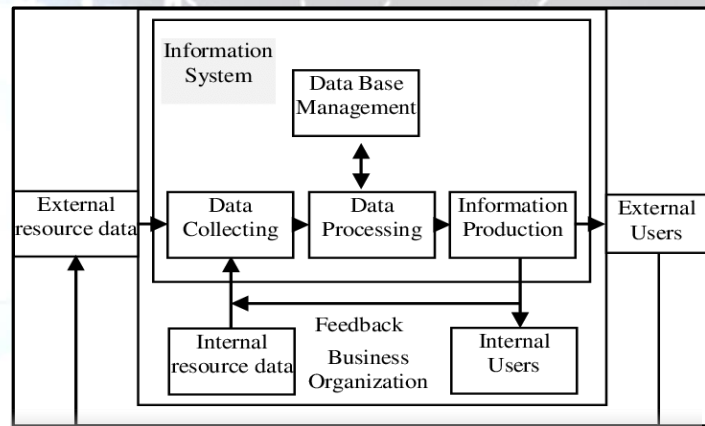 Information
System
Data Base
Management
External
resource data
Data
Collecting
Data
Processing
Information
Production
External
Users
Feedback
Internal
resource data
Business
Organization
Internal
Users